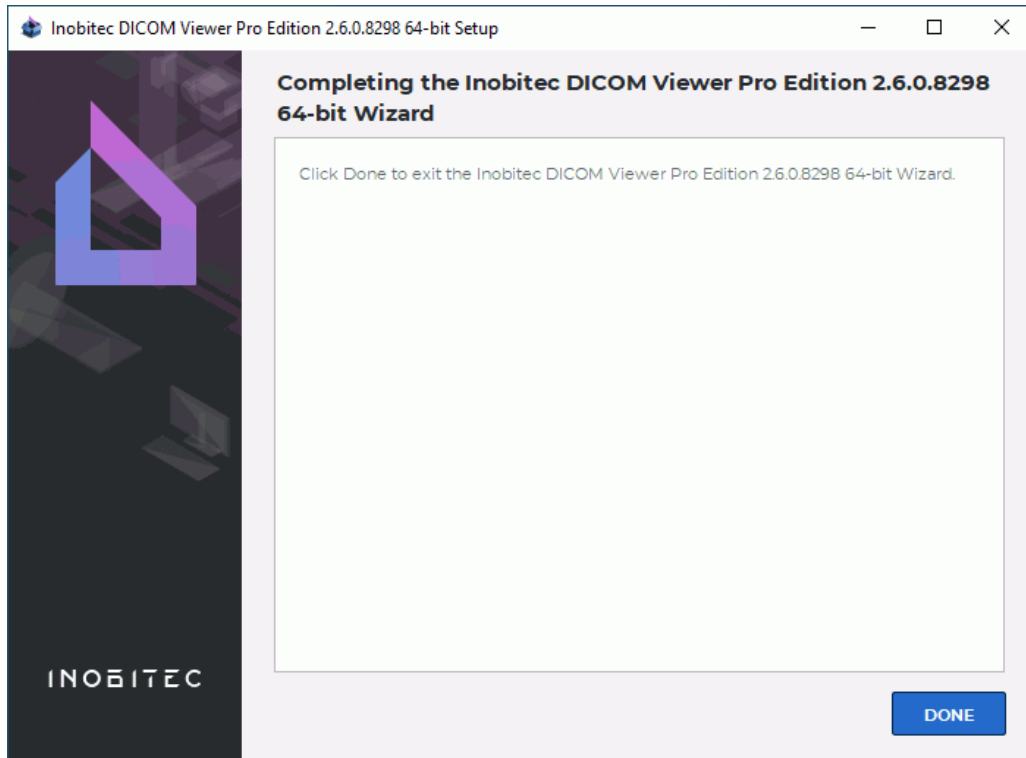 Inobitec DICOM Viewer Pro Edition 2.6.0.8298 64-bit Setup
Completing the Inobitec DICOM Viewer Pro Edition 2.6.0.8298
64-bit Wizard
Click Done to exit the Inobitec DICOM Viewer Pro Edition 2.6.0.8298 64-bit Wizard.
INOBITEC
DONE